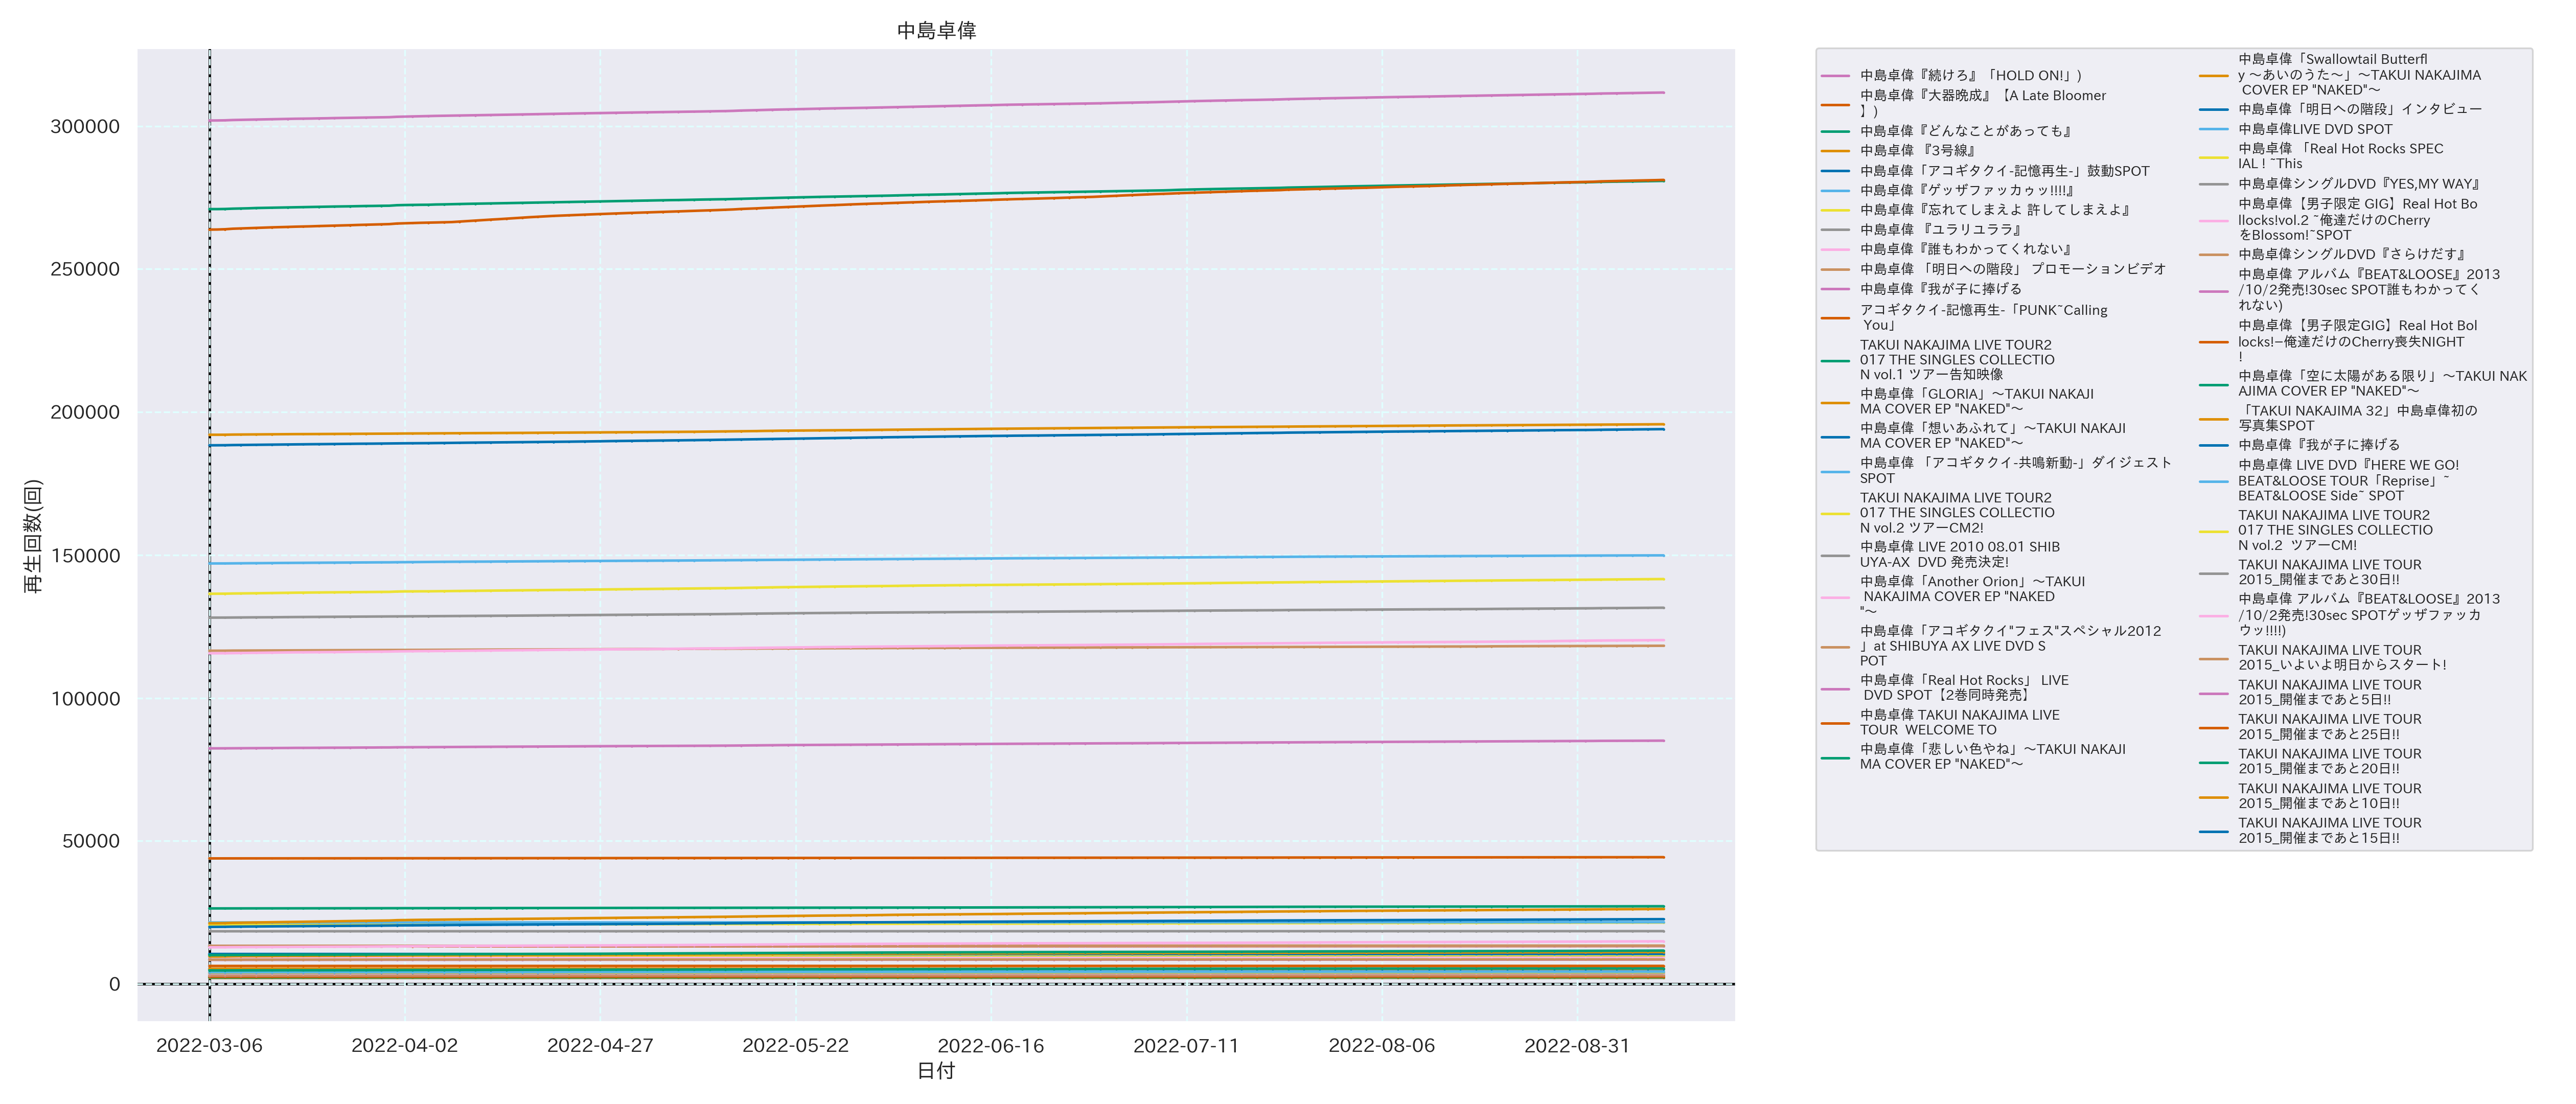 中島卓偉
再生回数(回)
300000
250000
200000
150000
100000
50000
0
2022-03-06
2022-04-02
2022-04-27
2022-05-22
2022-06-16
2022-07-11
2022-08-06
2022-08-31
日付
中島卓偉『続けろ』「HOLD ON!」)
中島卓偉『大器晩成』【A Late Bloomer
】)
中島卓偉『どんなことがあっても』
中島卓偉 『3号線』
中島卓偉「アコギタクイ-記憶再生-」鼓動SPOT
中島卓偉『ゲッザファッカゥッ!!!!』
中島卓偉『忘れてしまえよ 許してしまえよ』
中島卓偉 『ユラリユララ』
中島卓偉『誰もわかってくれない』
中島卓偉 「明日への階段」 プロモーションビデオ
中島卓偉『我が子に捧げる
アコギタクイ-記憶再生-「PUNK~Calling
You」
TAKUI NAKAJIMA LIVE TOUR2
017 THE SINGLES COLLECTIO
N vol.1 ツアー告知映像
中島卓偉「GLORIA」〜TAKUI NAKAJI
MA COVER EP "NAKED"〜
中島卓偉「想いあふれて」〜TAKUI NAKAJI
MA COVER EP "NAKED"〜
中島卓偉 「アコギタクイ-共鳴新動-」ダイジェスト
SPOT
TAKUI NAKAJIMA LIVE TOUR2
017 THE SINGLES COLLECTIO
N vol.2 ツアーCM2!
中島卓偉 LIVE 2010 08.01 SHIB
UYA-AX  DVD 発売決定!
中島卓偉「Another Orion」〜TAKUI
NAKAJIMA COVER EP "NAKED
"〜
中島卓偉「アコギタクイ"フェス"スペシャル2012
」at SHIBUYA AX LIVE DVD S
POT
中島卓偉「Real Hot Rocks」 LIVE
DVD SPOT【2巻同時発売】
中島卓偉 TAKUI NAKAJIMA LIVE
TOUR  WELCOME TO
中島卓偉「悲しい色やね」〜TAKUI NAKAJI
MA COVER EP "NAKED"〜
中島卓偉「Swallowtail Butterfl
y 〜あいのうた〜」〜TAKUI NAKAJIMA
COVER EP "NAKED"〜
中島卓偉「明日への階段」インタビュー
中島卓偉LIVE DVD SPOT
中島卓偉 「Real Hot Rocks SPEC
IAL ! ~This
中島卓偉シングルDVD『YES,MY WAY』
中島卓偉【男子限定 GIG】Real Hot Bo
llocks!vol.2 ~俺達だけのCherry
をBlossom!~SPOT
中島卓偉シングルDVD『さらけだす』
中島卓偉 アルバム『BEAT&LOOSE』2013
/10/2発売!30sec SPOT誰もわかってく
れない)
中島卓偉【男子限定GIG】Real Hot Bol
locks!−俺達だけのCherry喪失NIGHT
!
中島卓偉「空に太陽がある限り」〜TAKUI NAK
AJIMA COVER EP "NAKED"〜
「TAKUI NAKAJIMA 32」中島卓偉初の
写真集SPOT
中島卓偉『我が子に捧げる
中島卓偉 LIVE DVD『HERE WE GO!
BEAT&LOOSE TOUR「Reprise」~
BEAT&LOOSE Side~ SPOT
TAKUI NAKAJIMA LIVE TOUR2
017 THE SINGLES COLLECTIO
N vol.2  ツアーCM!
TAKUI NAKAJIMA LIVE TOUR
2015_開催まであと30日!!
中島卓偉 アルバム『BEAT&LOOSE』2013
/10/2発売!30sec SPOTゲッザファッカ
ウッ!!!!)
TAKUI NAKAJIMA LIVE TOUR
2015_いよいよ明日からスタート!
TAKUI NAKAJIMA LIVE TOUR
2015_開催まであと5日!!
TAKUI NAKAJIMA LIVE TOUR
2015_開催まであと25日!!
TAKUI NAKAJIMA LIVE TOUR
2015_開催まであと20日!!
TAKUI NAKAJIMA LIVE TOUR
2015_開催まであと10日!!
TAKUI NAKAJIMA LIVE TOUR
2015_開催まであと15日!!